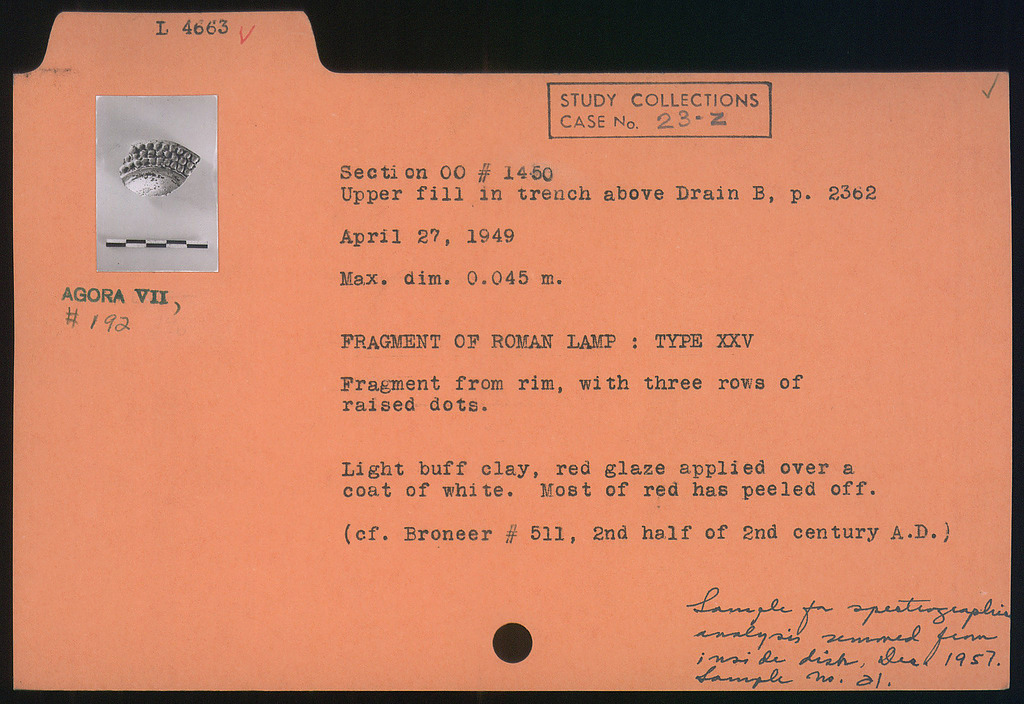 L 4663
STUDY COLLECTIONS
CASE No. 23-Z
Section OO # 1450
Upper fill in trench above Drain B, p. 2362
April 27, 1949
Max. dim. 0.045 m.
AGORA VII,
# 192
FRAGMENT OF ROMAN LAMP : TYPE XXV
Fragment from rim, with three rows of
raised dots.
Light buff clay, red glaze applied over a
coat of white. Most of red has peeled off.
(cf. Broneer # 511, 2nd half of 2nd century A.D.)
Sample for spectrographic
analysis removed from
inside disk, Dec. 1957.
Sample no. 21.